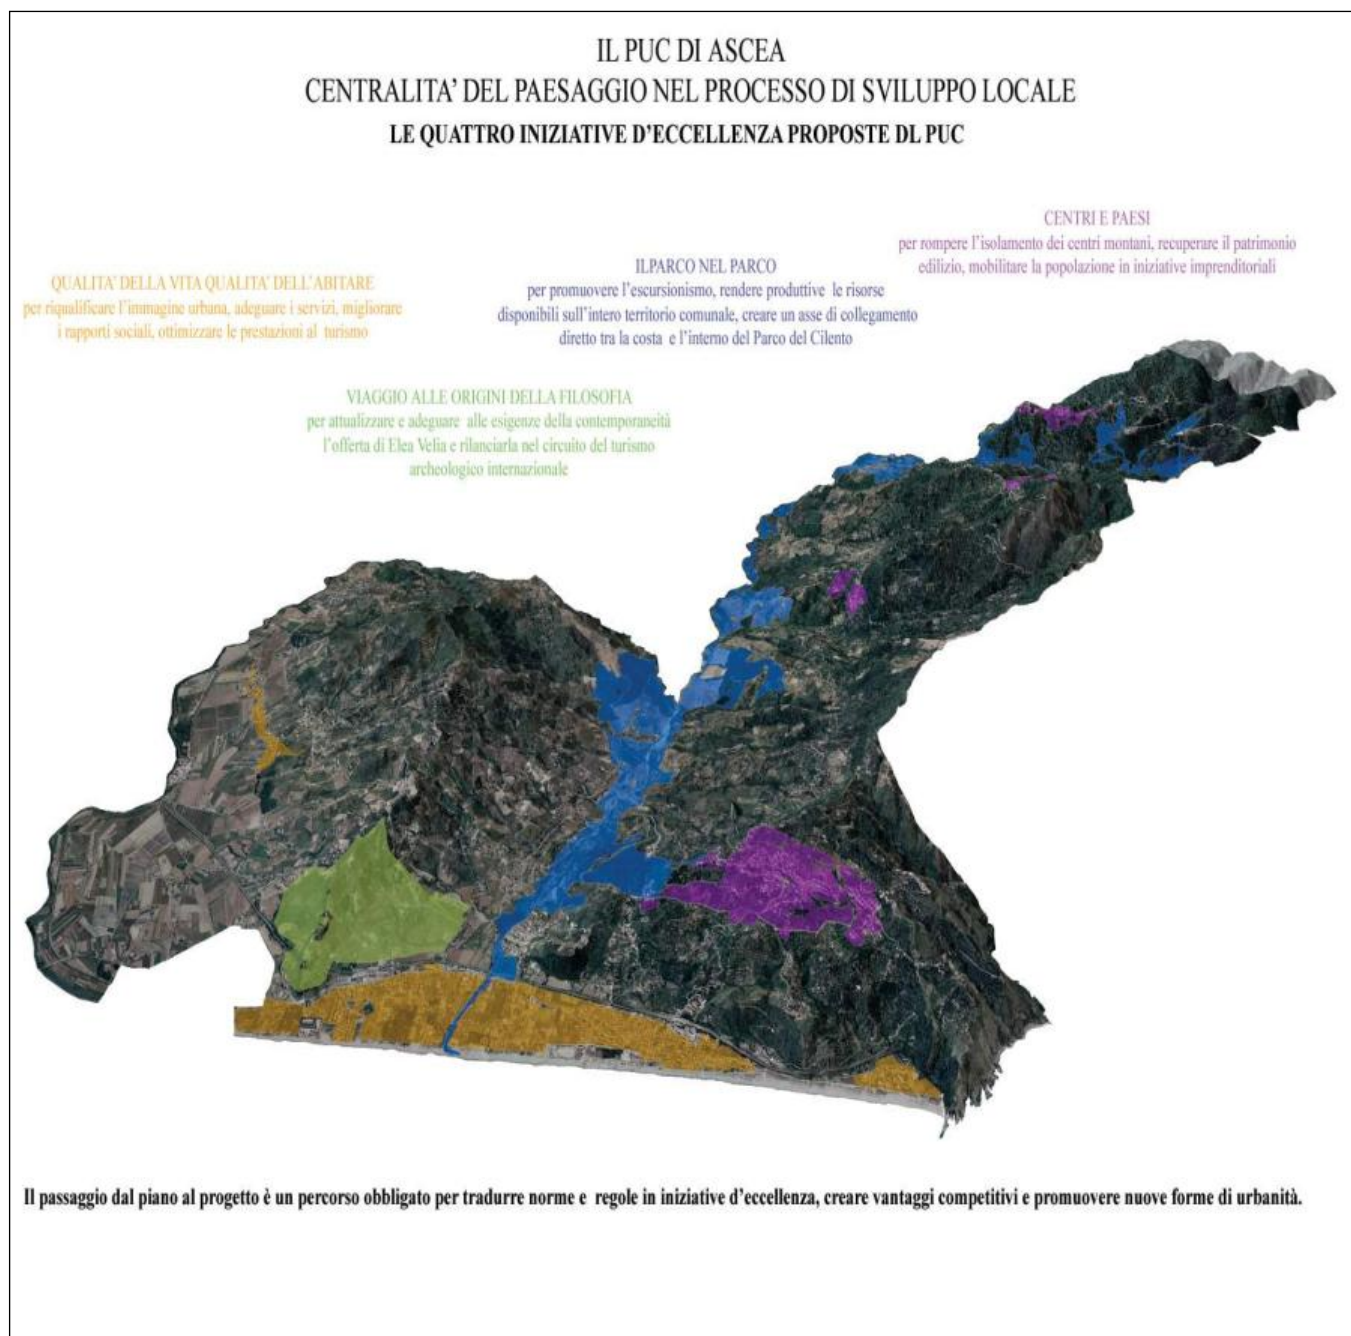 IL PUC DI ASCEA
CENTRALITA' DEL PAESAGGIO NEL PROCESSO DI SVILUPPO LOCALE
LE QUATTRO INIZIATIVE D'ECCELLENZA PROPOSTE DL PUC
CENTRI E PAESI
per rompere l'isolamento dei centri montani, recuperare il patrimonio
edilizio, mobilitare la popolazione in iniziative imprenditoriali
ILPARCO NEL PARCO
per promuovere l'escursionismo, rendere produttive le risorse
disponibili sull'intero territorio comunale, creare un asse di collegamento
diretto tra la costa e l'interno del Parco del Cilento
QUALITA' DELLA VITA QUALITA' DELL'ABITARE
per riqualificare l'immagine urbana, adeguare i servizi, migliorare
i rapporti sociali, ottimizzare le prestazioni al turismo
VIAGGIO ALLE ORIGINI DELLA FILOSOFIA
per attualizzare e adeguare alle esigenze della contemporaneità
l'offerta di Elea Velia e rilanciarla nel circuito del turismo
archeologico internazionale
Il passaggio dal piano al progetto è un percorso obbligato per tradurre norme e regole in iniziative d'eccellenza, creare vantaggi competitivi e promuovere nuove forme di urbanità.